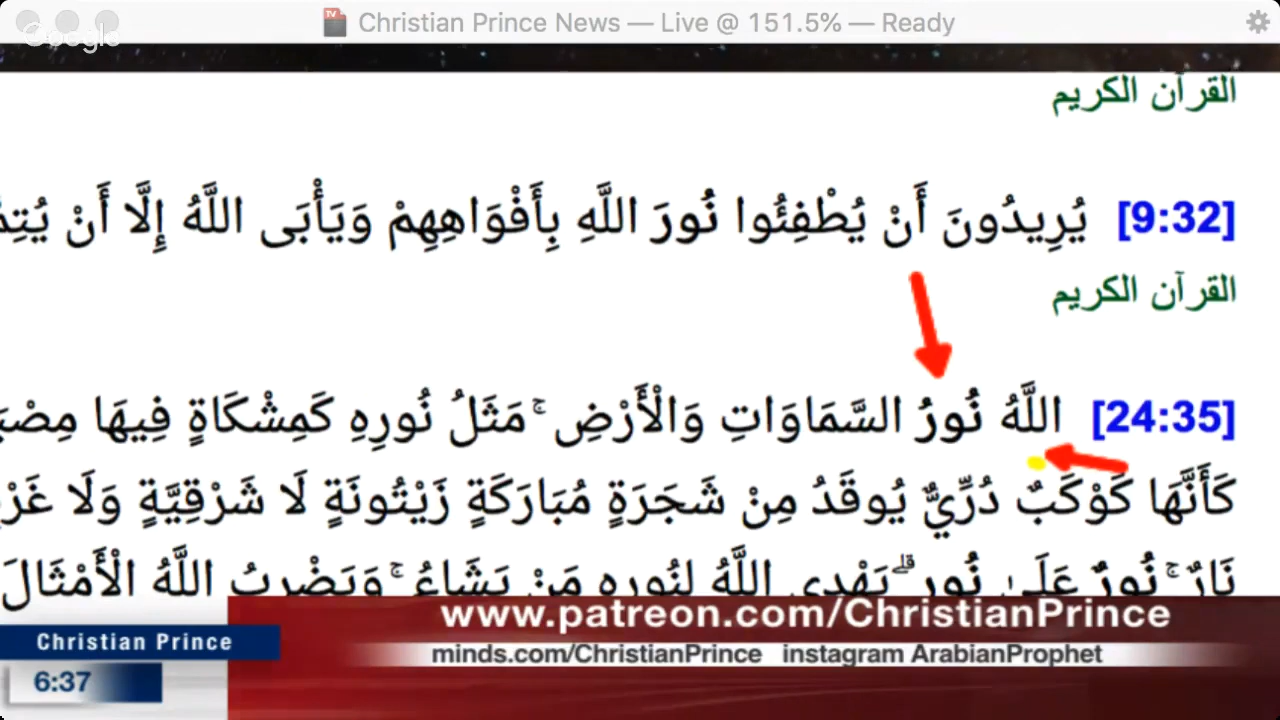 Christian Prince News — Live @ 151.5% — Ready
Google
القرآن الكريم
[9:32] يُرِيدُونَ أَنْ يُطْفِئُوا نُورَ اللَّهِ بِأَفْوَاهِهِمْ وَيَأْبَى اللَّهُ إِلَّا أَنْ
القرآن الكريم
[24:35] اللَّهُ نُورُ السَّمَاوَاتِ وَالْأَرْضِ ۚ مَثَلُ نُورِهِ كَمِشْكَاةٍ فِيهَا
كَأَنَّهَا كَوْكَبٌ دُرِّيٌّ يُوقَدُ مِنْ شَجَرَةٍ مُبَارَكَةٍ زَيْتُونَةٍ لَا شَرْقِيَّةٍ وَلَا
نَارٌ ۚ نُورٌ عَلَىٰ نُورٍ ۗ يَهْدِي اللَّهُ لِنُورِهِ مَنْ يَشَاءُ ۚ وَيَضْرِبُ اللَّهُ الْأَمْثَالَ
www.patreon.com/ChristianPrince
Christian Prince
minds.com/ChristianPrince instagram ArabianProphet
6:37